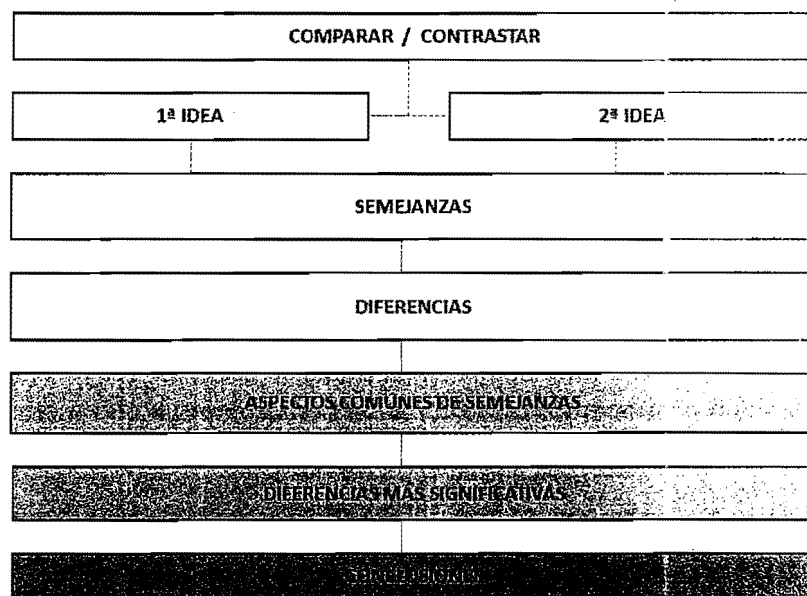 COMPARAR / CONTRASTAR
1ª IDEA
2ª IDEA
SEMEJANZAS
DIFERENCIAS
ASPECTOS COMUNES DE SEMEJANZAS
DIFERENCIAS MAS SIGNIFICATIVAS